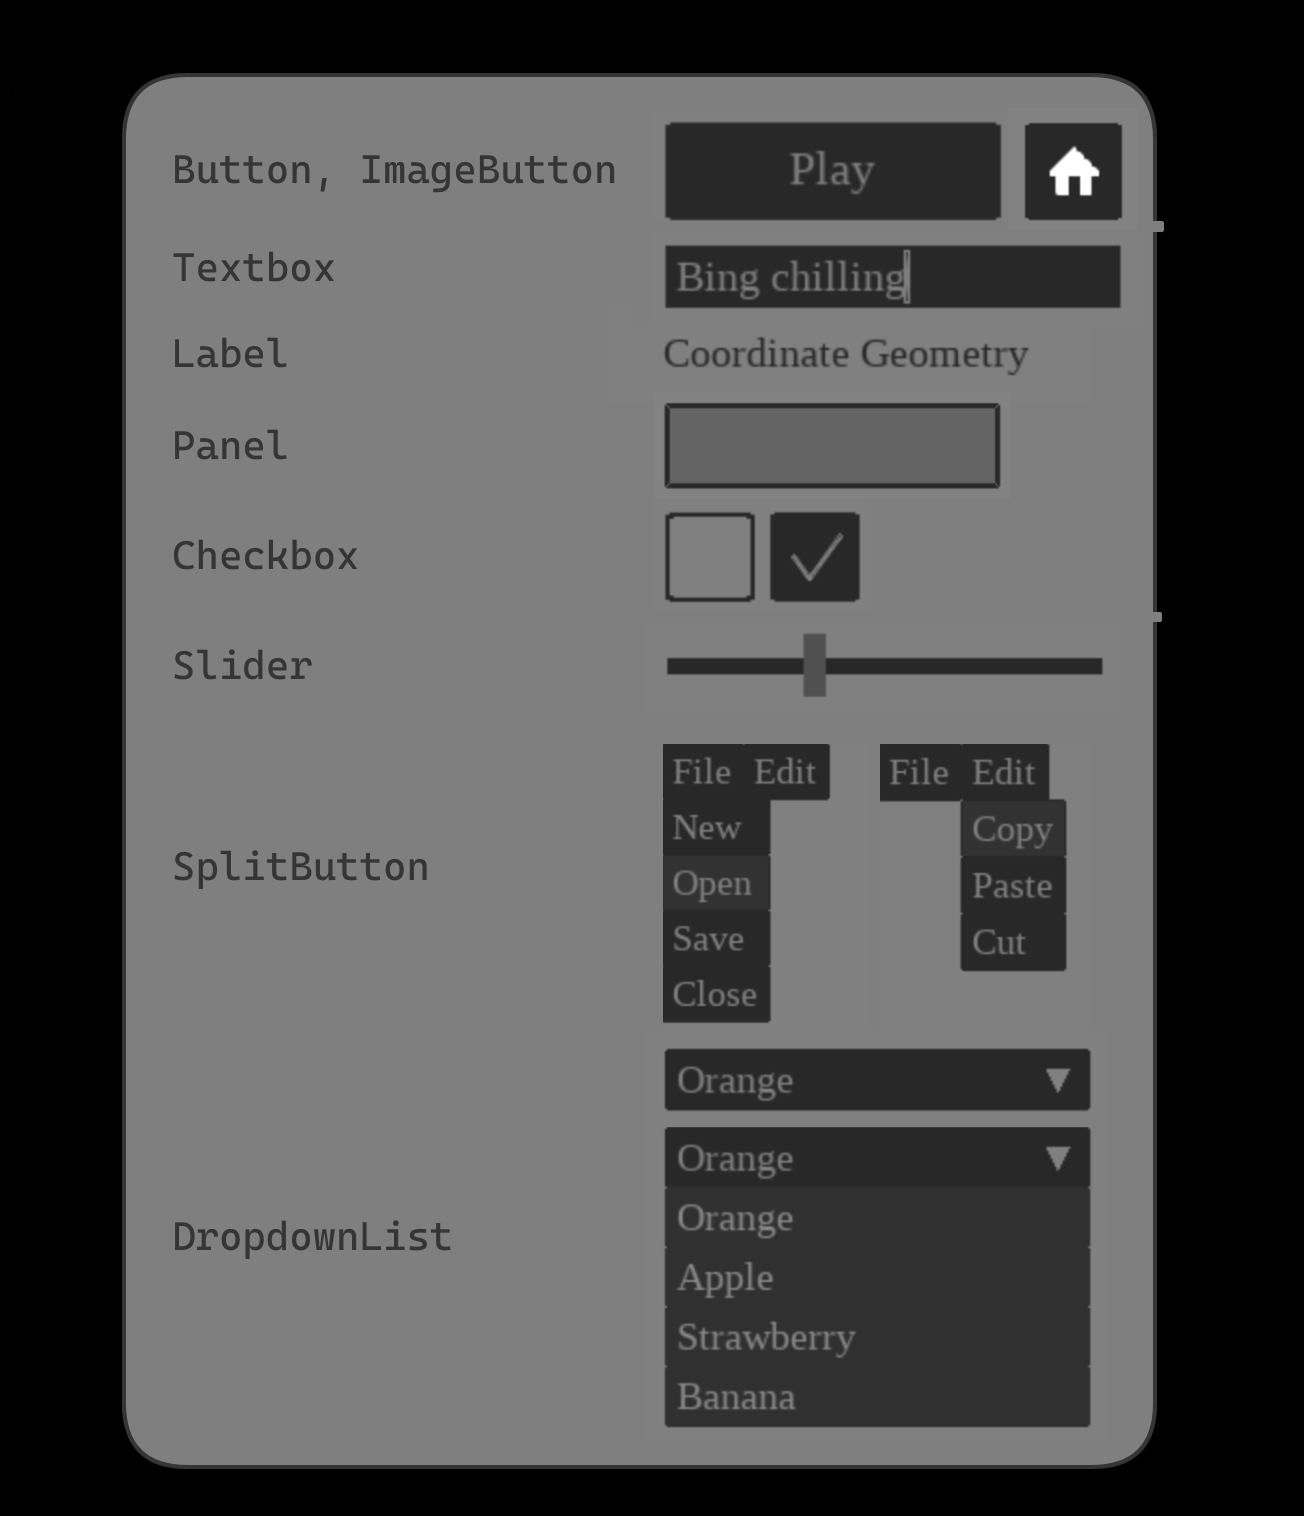 Button, ImageButton Play
Textbox Bing chilling
Label Coordinate Geometry
Panel
Checkbox
Slider
SplitButton
File Edit
New
Open
Save
Close
File Edit
Copy
Paste
Cut
DropdownList
Orange ▼
Orange ▼
Orange
Apple
Strawberry
Banana